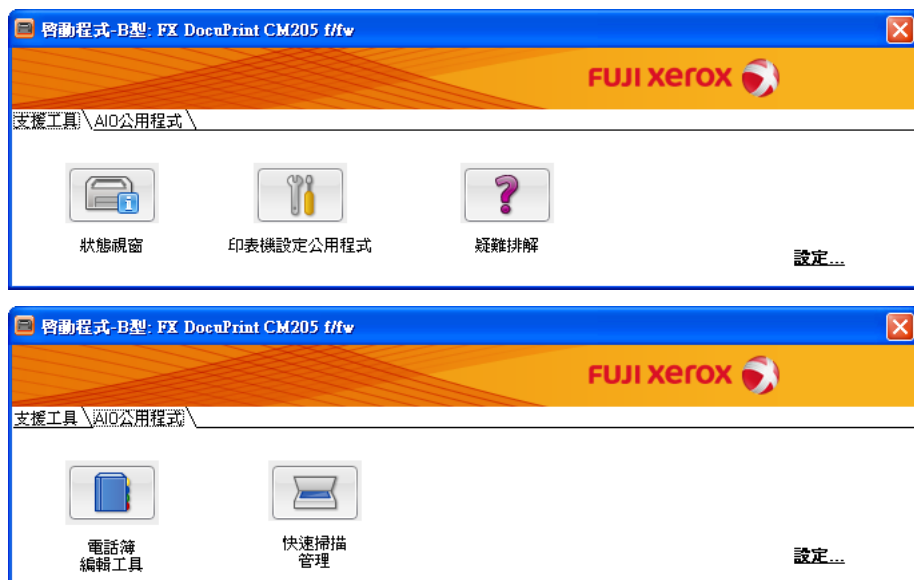 啓動程式-B型: FX DocuPrint CM205 f/fw
FUJI xerox
支援工具 AIO公用程式
狀態視窗 印表機設定公用程式 疑難排解
設定...
啓動程式-B型: FX DocuPrint CM205 f/fw
FUJI xerox
支援工具 AIO公用程式
電話簿 快速掃描
編輯工具 管理
設定...